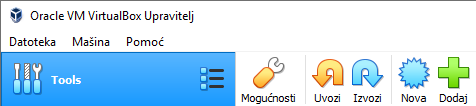 Oracle VM VirtualBox Upravitelj
Datoteka Mašina Pomoć
Tools
Mogućnosti Uvozi Izvozi Nova Dodaj